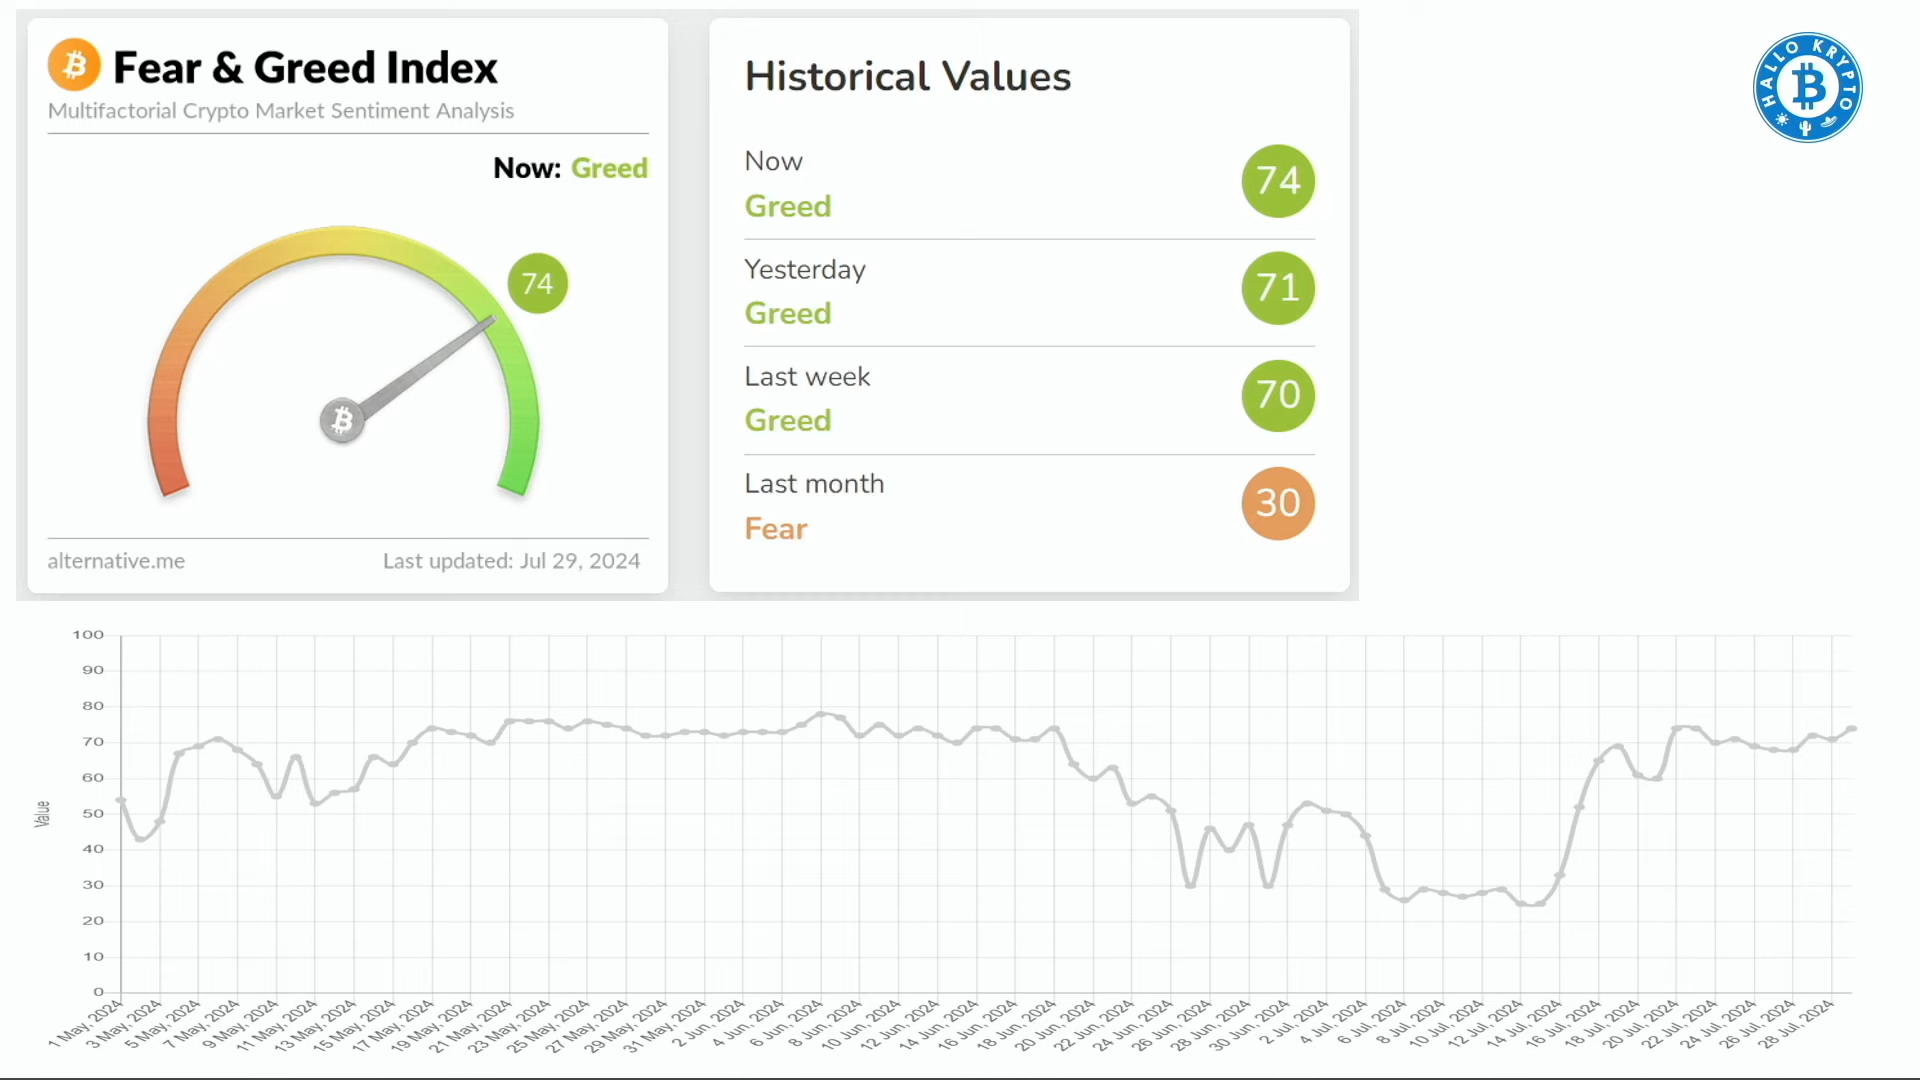 Fear & Greed Index
Multifactorial Crypto Market Sentiment Analysis
Now: Greed
74
alternative.me
Last updated: Jul 29, 2024
Historical Values
Now
Greed
74
Yesterday
Greed
71
Last week
Greed
70
Last month
Fear
30
HALLO KRYPTO
100
90
80
70
60
50
40
30
20
10
0
Value
1 May, 2024
3 May, 2024
5 May, 2024
7 May, 2024
9 May, 2024
11 May, 2024
13 May, 2024
15 May, 2024
17 May, 2024
19 May, 2024
21 May, 2024
23 May, 2024
25 May, 2024
27 May, 2024
29 May, 2024
31 May, 2024
2 Jun, 2024
4 Jun, 2024
6 Jun, 2024
8 Jun, 2024
10 Jun, 2024
12 Jun, 2024
14 Jun, 2024
16 Jun, 2024
18 Jun, 2024
20 Jun, 2024
22 Jun, 2024
24 Jun, 2024
26 Jun, 2024
28 Jun, 2024
30 Jun, 2024
2 Jul, 2024
4 Jul, 2024
6 Jul, 2024
8 Jul, 2024
10 Jul, 2024
12 Jul, 2024
14 Jul, 2024
16 Jul, 2024
18 Jul, 2024
20 Jul, 2024
22 Jul, 2024
24 Jul, 2024
26 Jul, 2024
28 Jul, 2024